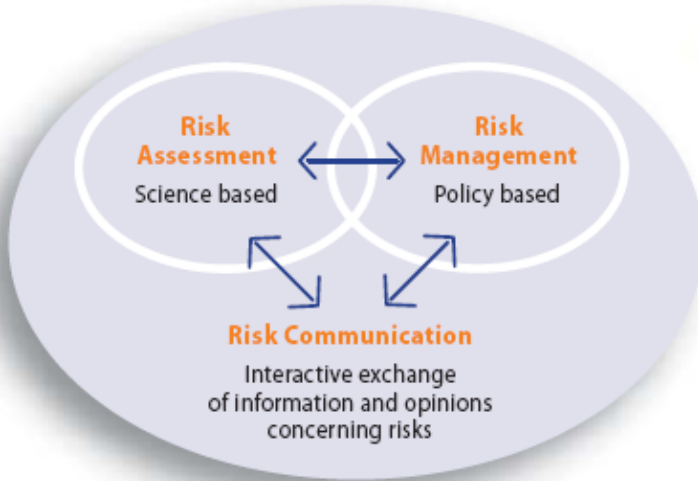 Risk
Assessment
Science based
Risk
Management
Policy based
Risk Communication
Interactive exchange
of information and opinions
concerning risks